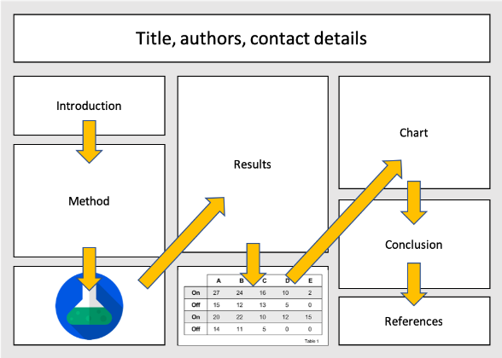 Title, authors, contact details
Introduction
Method
Results
A B C D E
On 27 24 16 10 2
Off 15 12 13 5 0
On 20 22 10 12 15
Off 14 11 5 0 0
Table 1
Chart
Conclusion
References